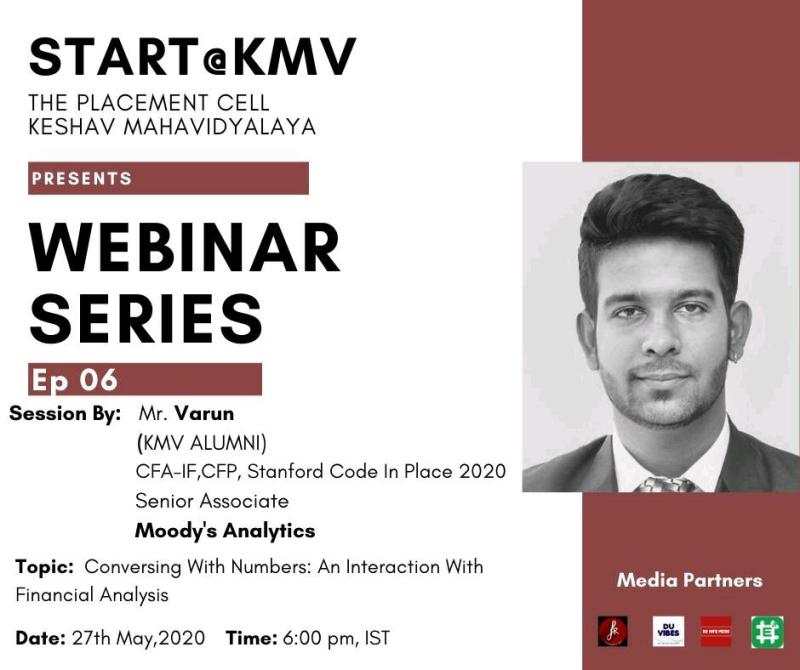 START@KMV
THE PLACEMENT CELL
KESHAV MAHAVIDYALAYA
PRESENTS
WEBINAR
SERIES
Ep 06
Session By: Mr. Varun
(KMV ALUMNI)
CFA-IF,CFP, Stanford Code In Place 2020
Senior Associate
Moody's Analytics
Topic: Conversing With Numbers: An Interaction With
Financial Analysis
Date: 27th May,2020 Time: 6:00 pm, IST
Media Partners
DU
VIBES